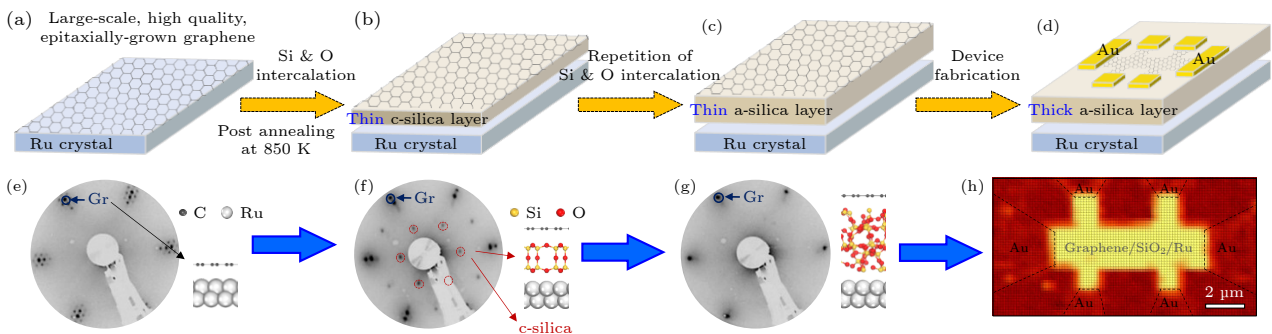 (a)
Large-scale, high quality,
epitaxially-grown graphene
Ru crystal
Si & O
intercalation
Post annealing
at 850 K
(b)
Thin c-silica layer
Ru crystal
Repetition of
Si & O intercalation
(c)
Thin a-silica layer
Ru crystal
Device
fabrication
(d)
Au
Au
Thick a-silica layer
Ru crystal
(e)
Gr
C
Ru
(f)
Gr
Si
O
c-silica
(g)
Gr
(h)
Au
Au
Au
Graphene/SiO2/Ru
Au
Au
Au
2 µm